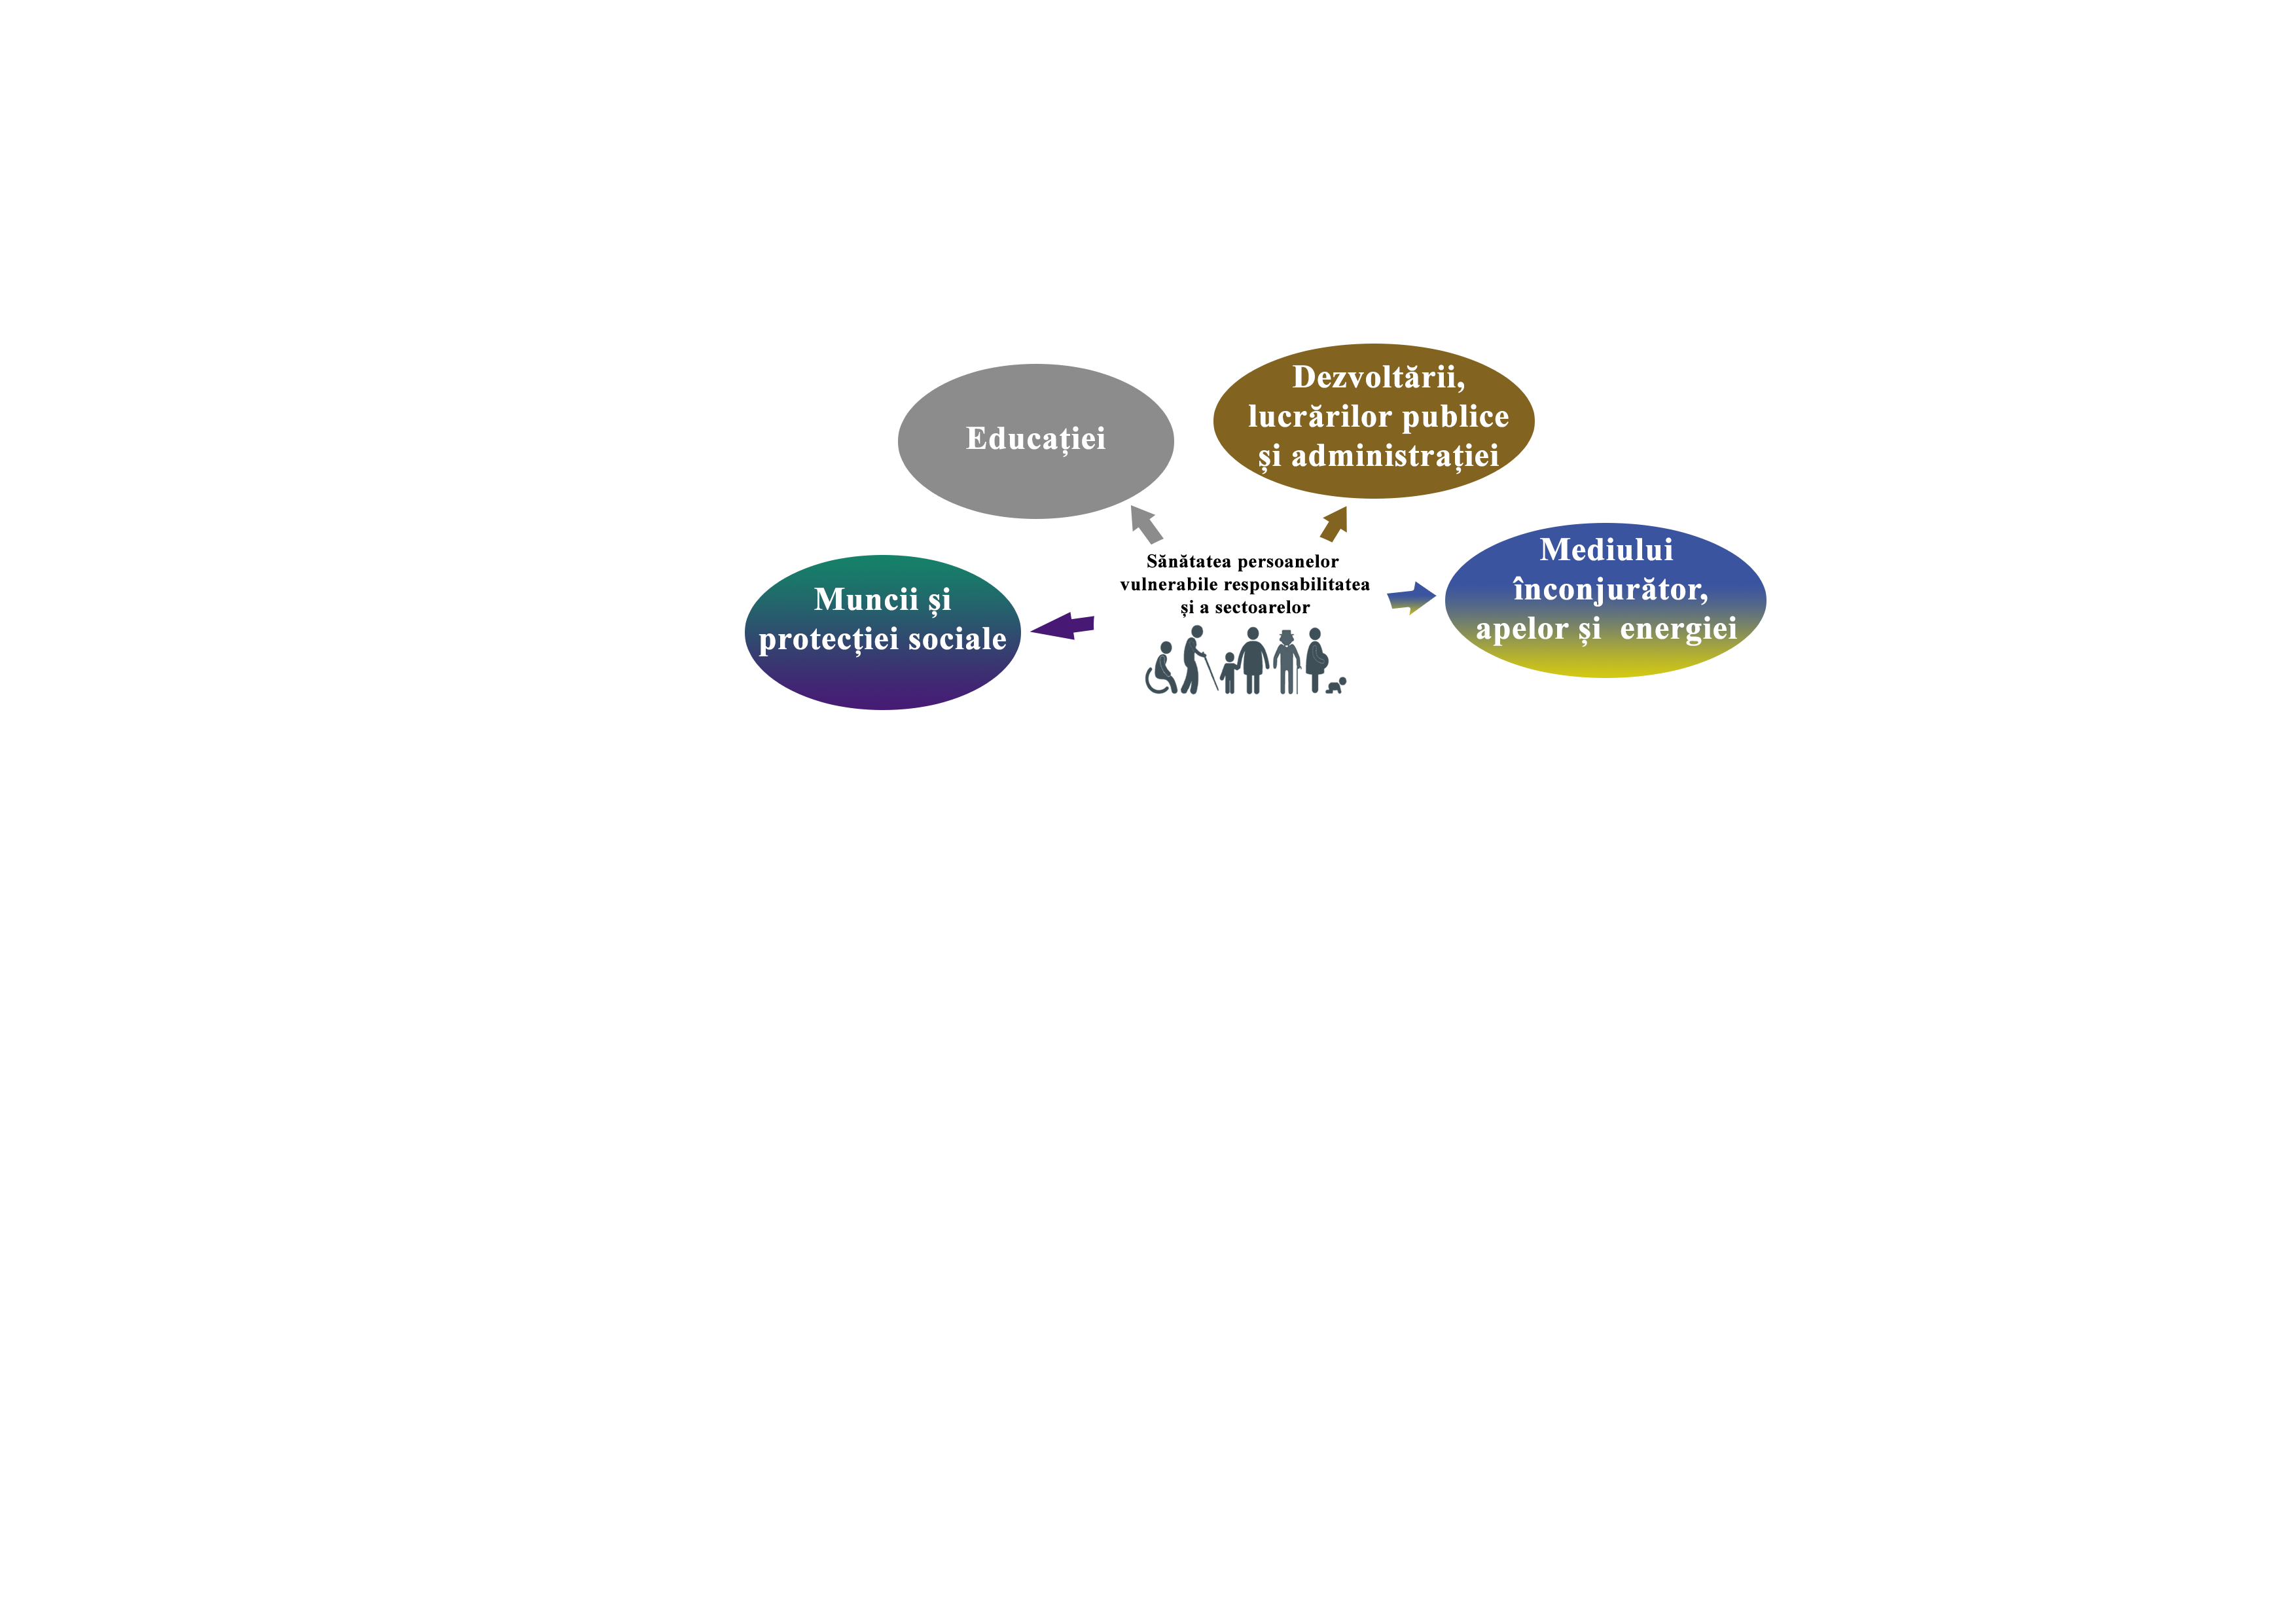 Educației
Dezvoltării,
lucrărilor publice
și administrației
Muncii și
protecției sociale
Sănătatea persoanelor
vulnerabile responsabilitatea
și a sectoarelor
Mediului
înconjurător,
apelor și  energiei